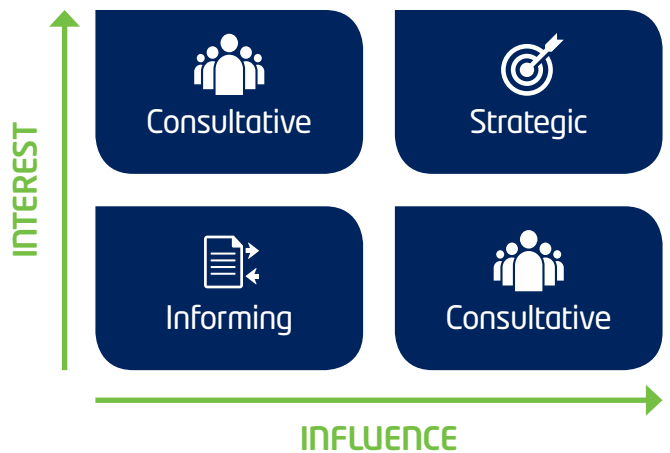 Consultative
Strategic
INTEREST
Informing
Consultative
INFLUENCE